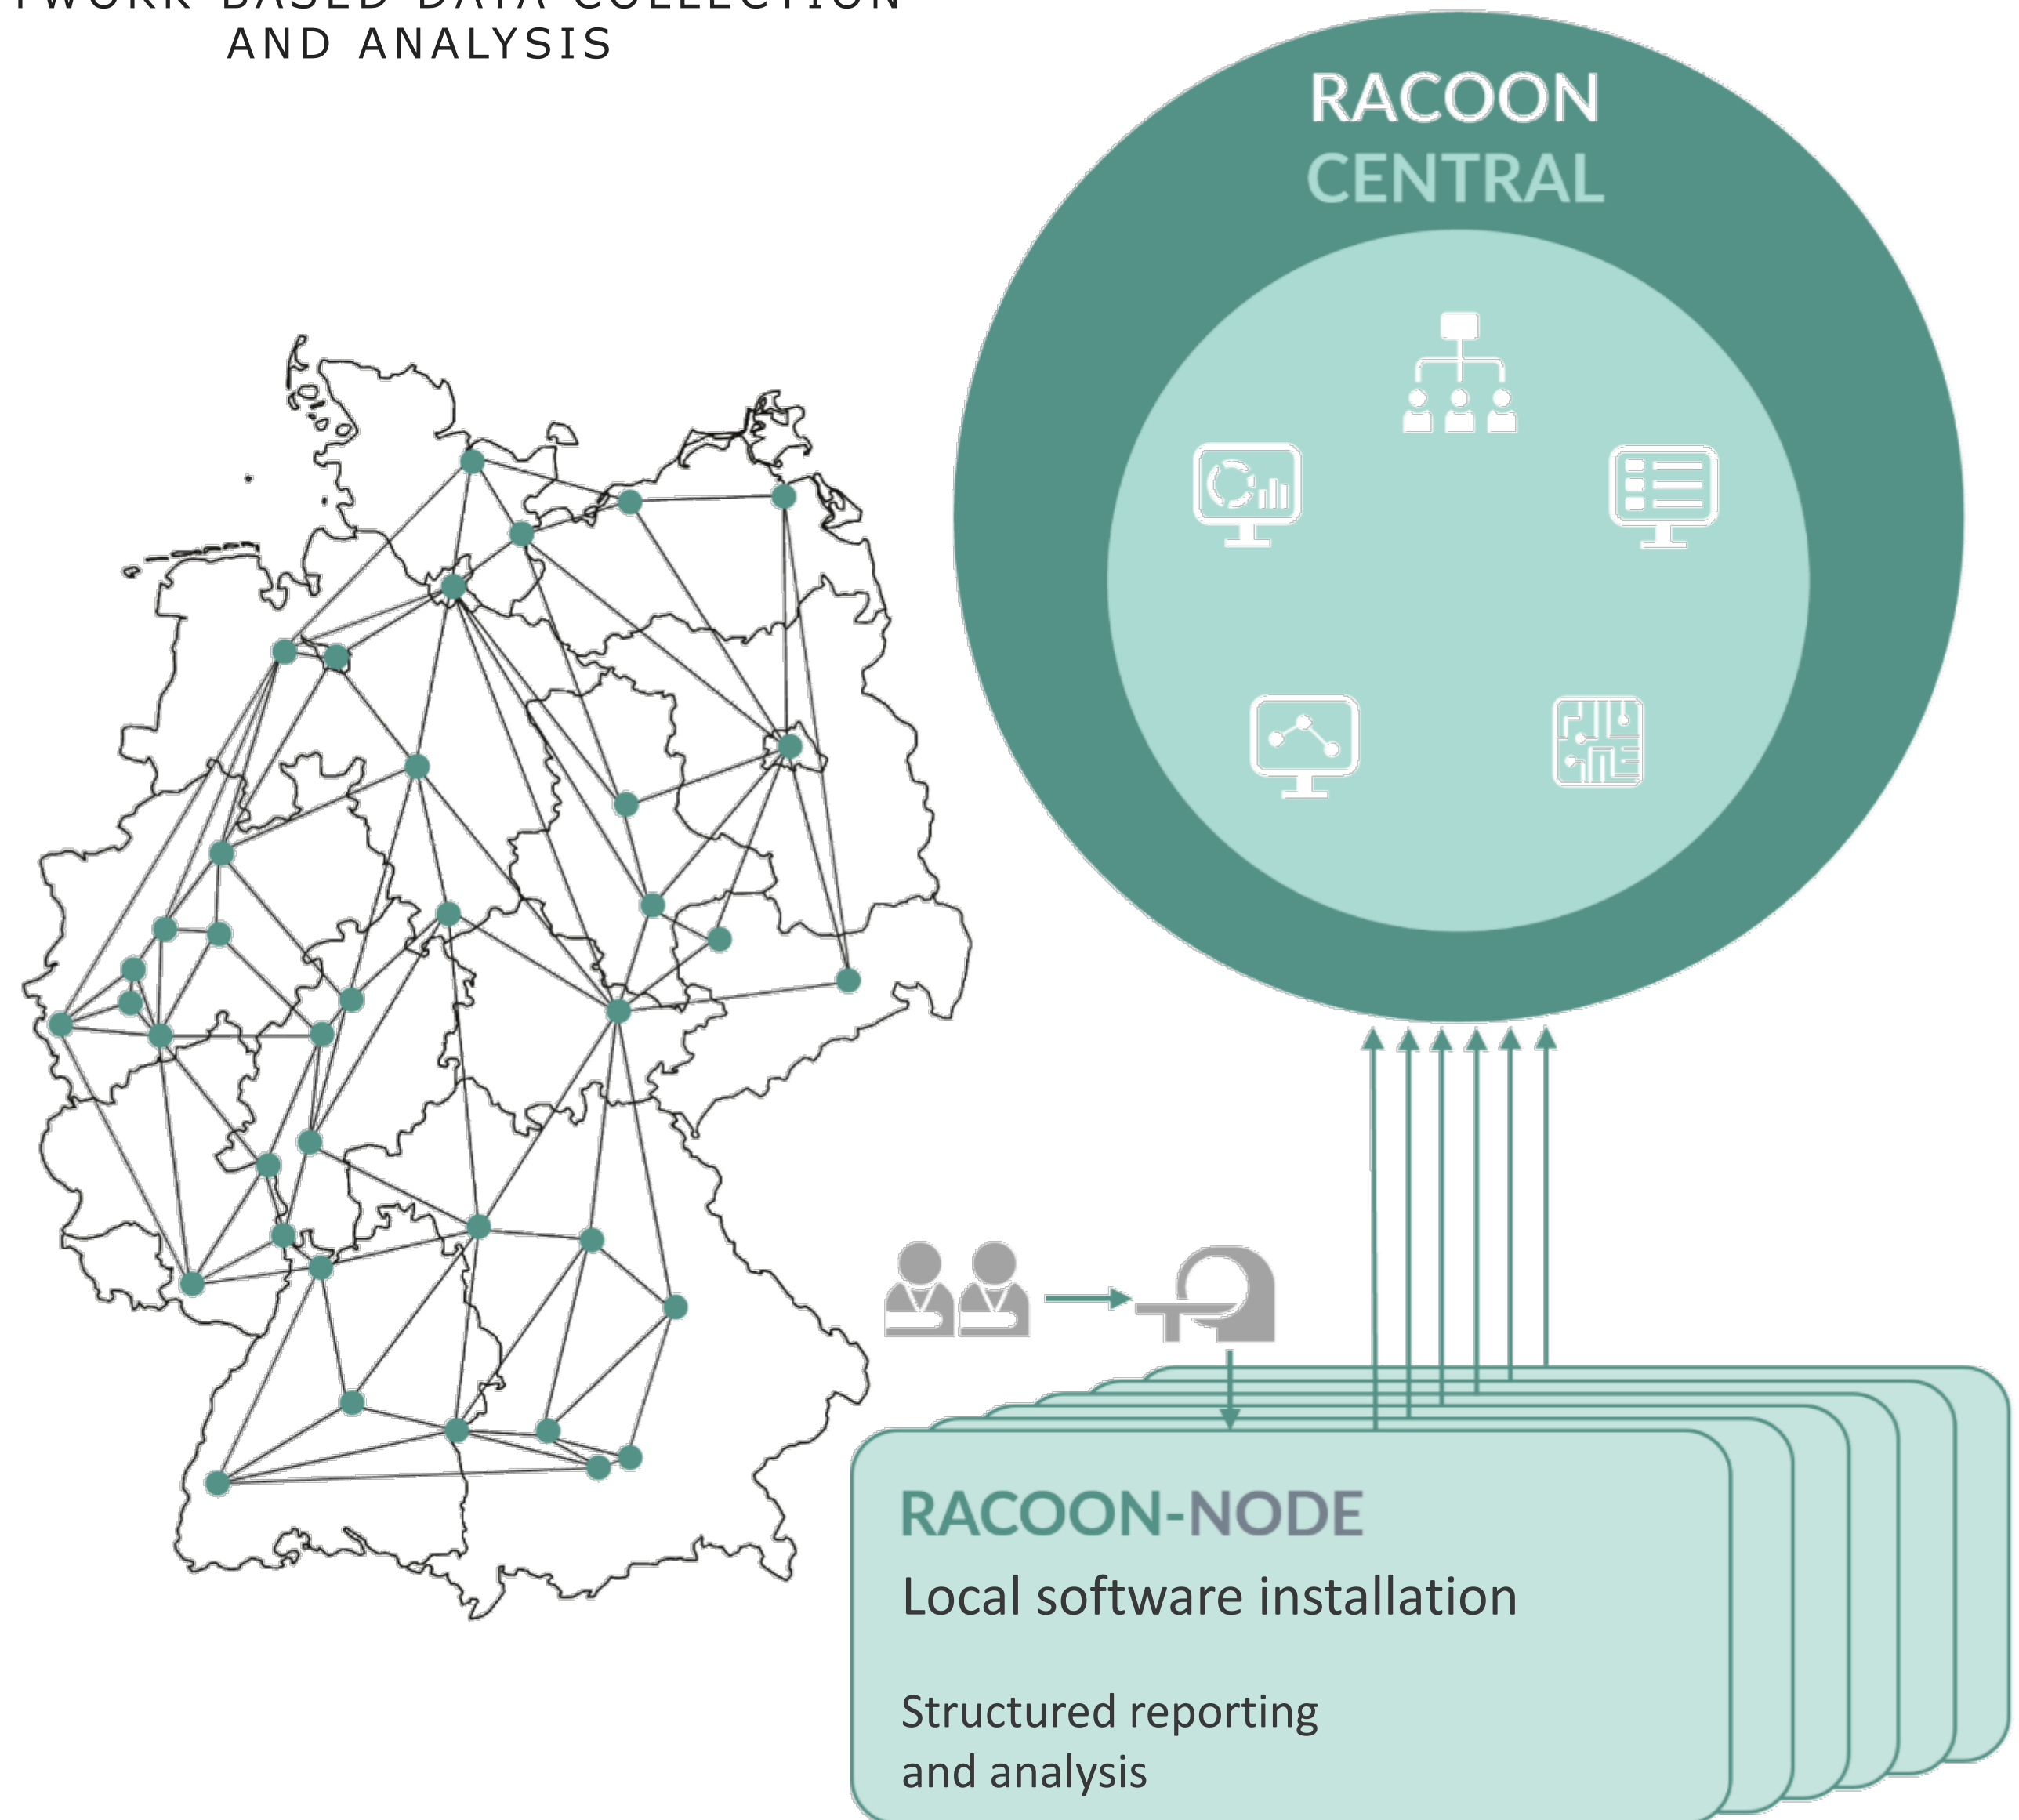 AND ANALYSIS
RACOON
CENTRAL
RACOON-NODE
Local software installation
Structured reporting
and analysis